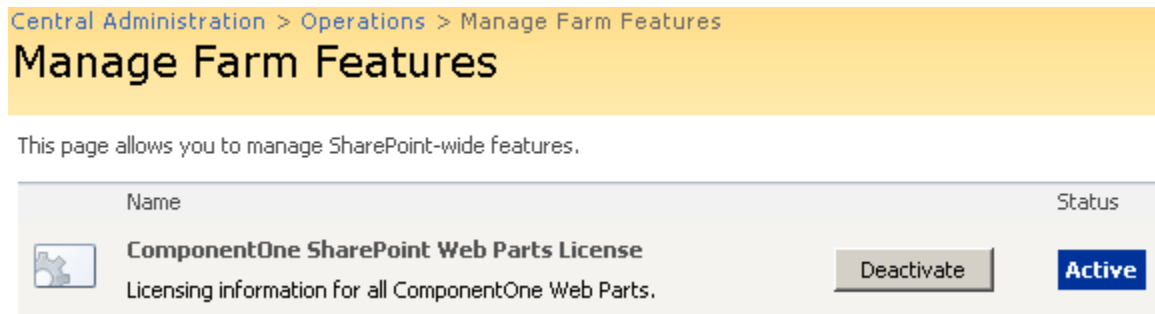 Central Administration > Operations > Manage Farm Features
Manage Farm Features
This page allows you to manage SharePoint-wide features.
Name Status
ComponentOne SharePoint Web Parts License
Licensing information for all ComponentOne Web Parts.
Deactivate
Active